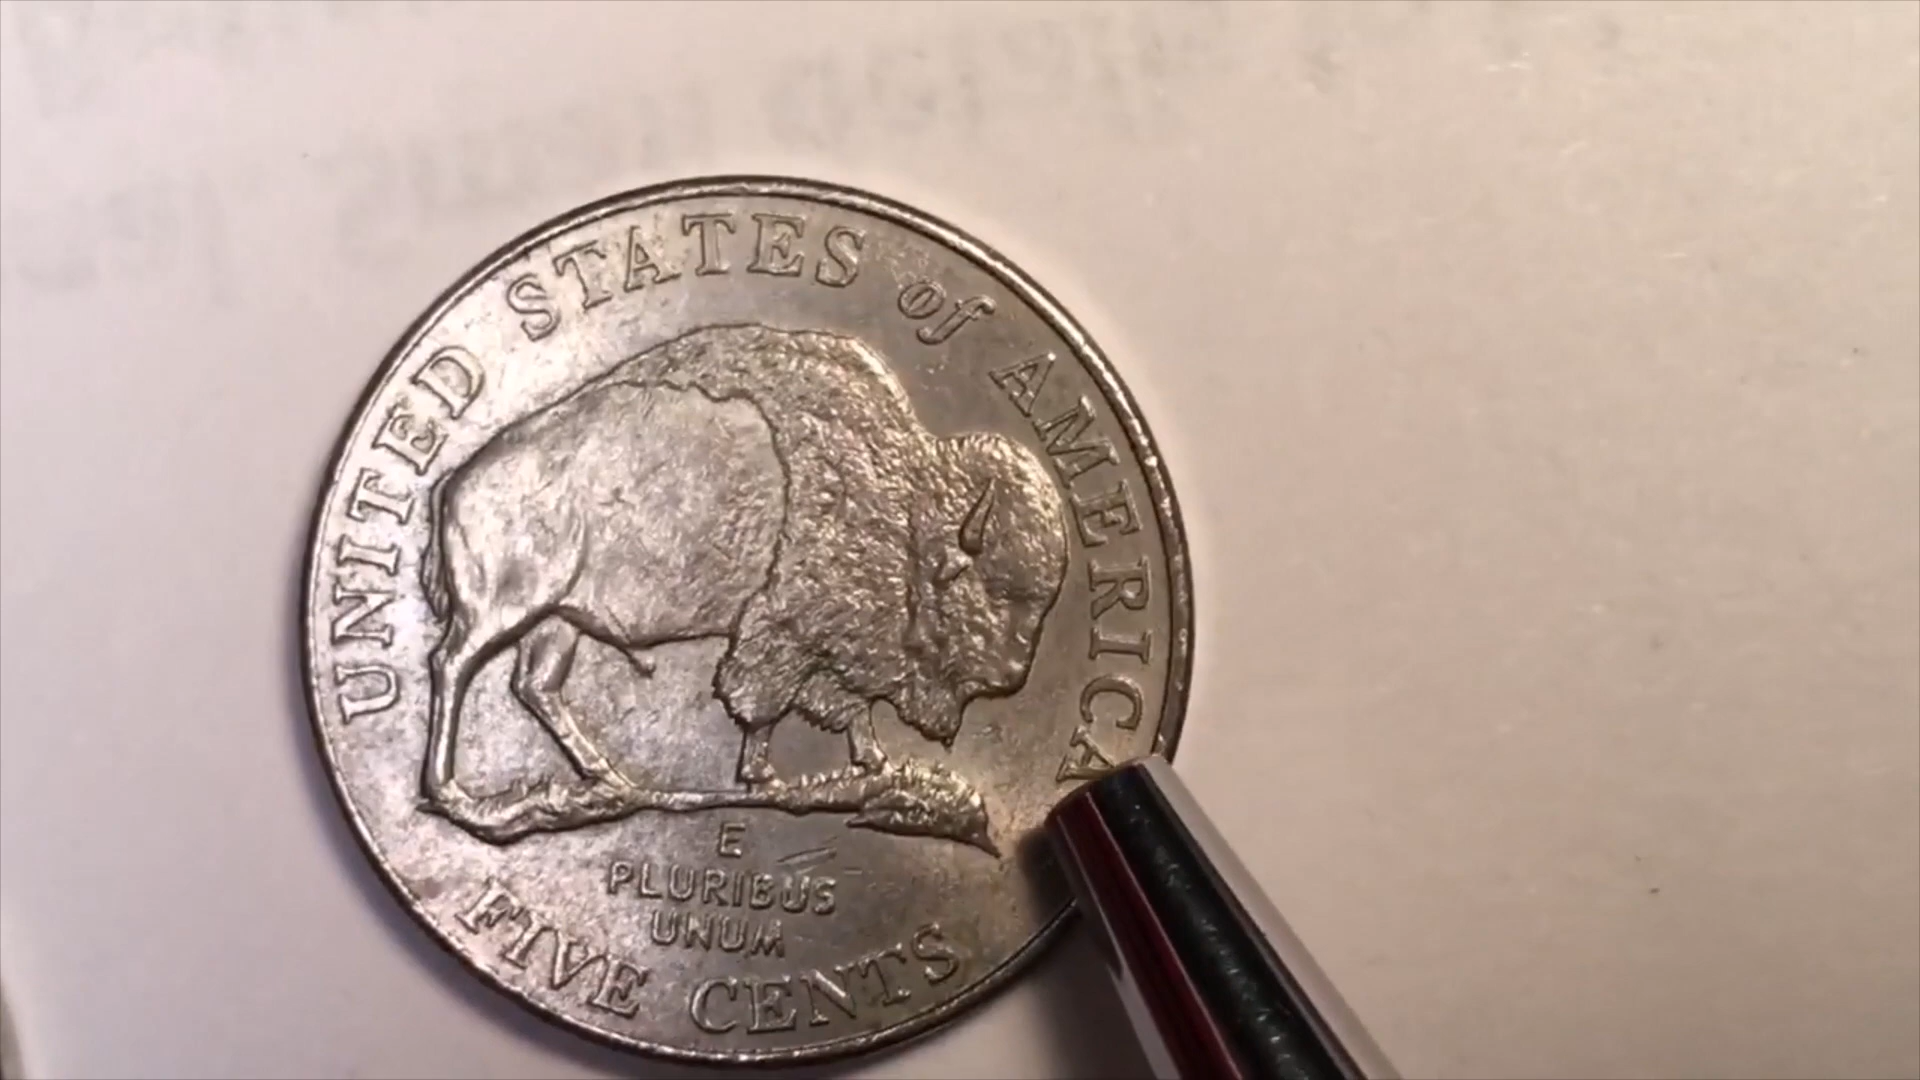 UNITED STATES of AMERICA
E
PLURIBUS
UNUM
FIVE CENTS